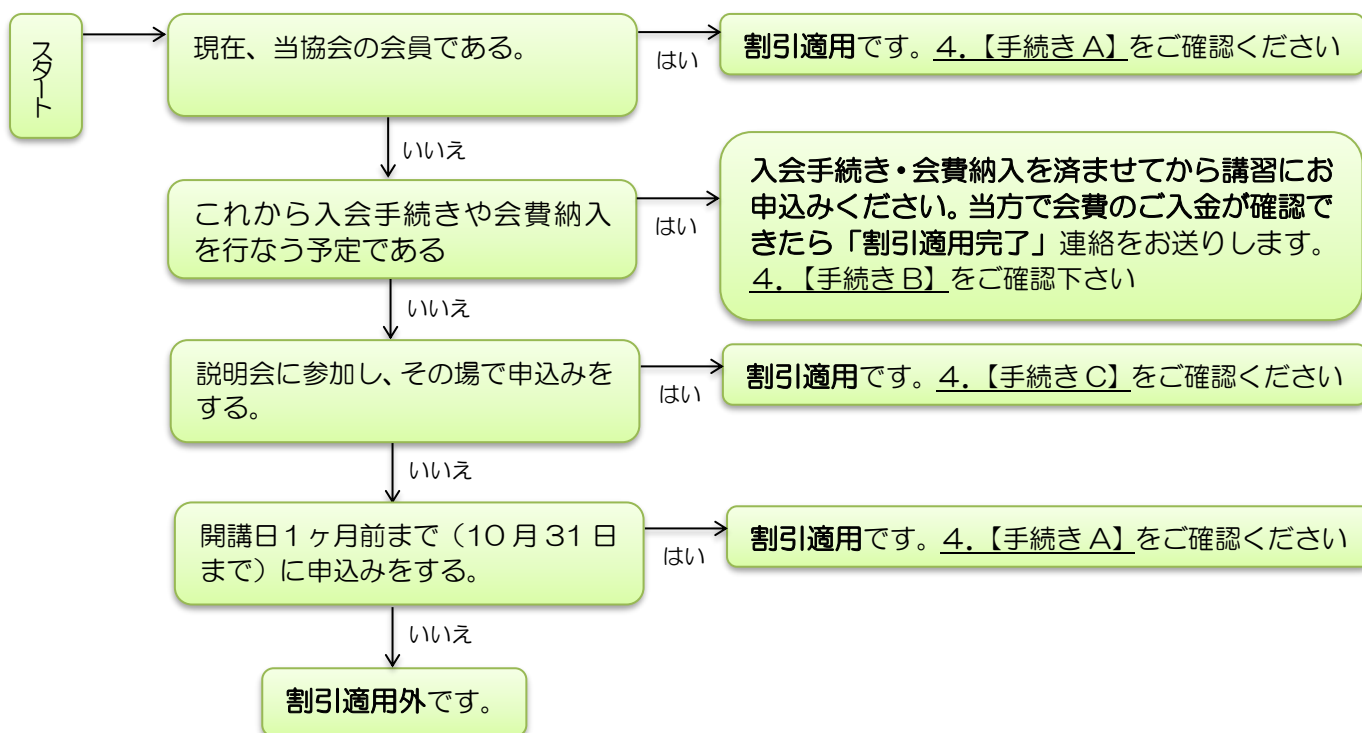 スタート
現在、当協会の会員である。
はい
割引適用です。4.【手続きA】をご確認ください
いいえ
これから入会手続きや会費納入
を行なう予定である
はい
入会手続き・会費納入を済ませてから講習にお
申込みください。当方で会費のご入金が確認で
きたら「割引適用完了」連絡をお送りします。
4.【手続きB】をご確認下さい
いいえ
説明会に参加し、その場で申込みを
する。
はい
割引適用です。4.【手続きC】をご確認ください
いいえ
開講日1ヶ月前まで(10月31日
まで)に申込みをする。
はい
割引適用です。4.【手続きA】をご確認ください
いいえ
割引適用外です。